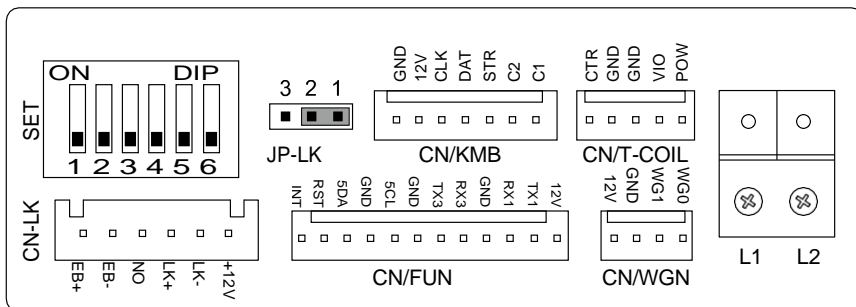 ON DIP
SET
1 2 3 4 5 6
3 2 1
JP-LK
GND 12V CLK DAT STR C2 C1
CN/KMB
CTR GND GND VIO POW
CN/T-COIL
CN-LK
EB+ EB- NO LK+ LK- +12V
INT RST 5DA GND 5CL GND TX3 RX3 GND RX1 TX1 12V
CN/FUN
12V GND WG1 WG0
CN/WGN
L1 L2